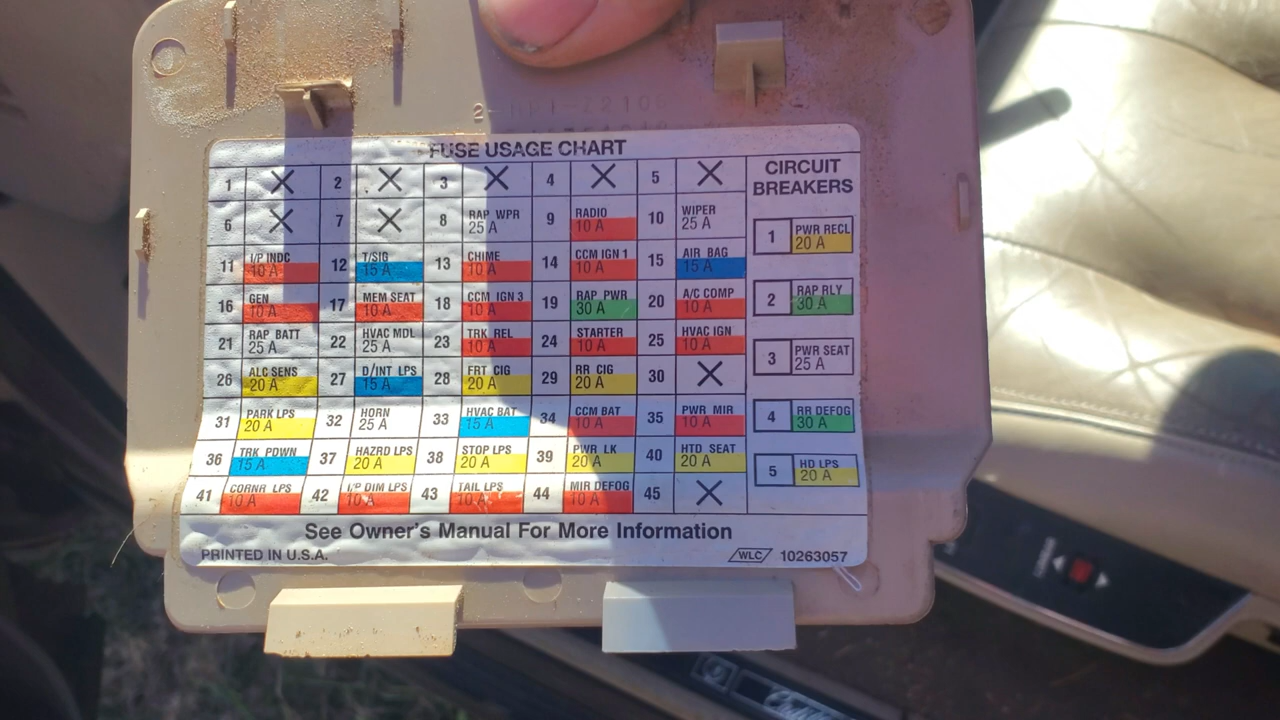 FUSE USAGE CHART
1 X 2 X 3 X 4 X 5 X
6 X 7 X 8 RAP WPR 25 A 9 RADIO 10 A 10 WIPER 25 A
11 I/P INDC 10 A 12 T/SIG 15 A 13 CHIME 10 A 14 CCM IGN 1 10 A 15 AIR BAG 15 A
16 GEN 10 A 17 MEM SEAT 10 A 18 CCM IGN 3 10 A 19 RAP PWR 30 A 20 A/C COMP 10 A
21 RAP BATT 25 A 22 HVAC MDL 25 A 23 TRK REL 10 A 24 STARTER 10 A 25 HVAC IGN 10 A
26 ALC SENS 20 A 27 D/INT LPS 15 A 28 FRT CIG 20 A 29 RR CIG 20 A 30 X
31 PARK LPS 20 A 32 HORN 25 A 33 HVAC BAT 15 A 34 CCM BAT 10 A 35 PWR MIR 10 A
36 TRK PDWN 15 A 37 HAZRD LPS 20 A 38 STOP LPS 20 A 39 PWR LK 20 A 40 HTD SEAT 20 A
41 CORNR LPS 10 A 42 I/P DIM LPS 10 A 43 TAIL LPS 10 A 44 MIR DEFOG 10 A 45 X
CIRCUIT
BREAKERS
1 PWR RECL 20 A
2 RAP RLY 30 A
3 PWR SEAT 25 A
4 RR DEFOG 30 A
5 HD LPS 20 A
See Owner's Manual For More Information
PRINTED IN U.S.A. WLC 10263057